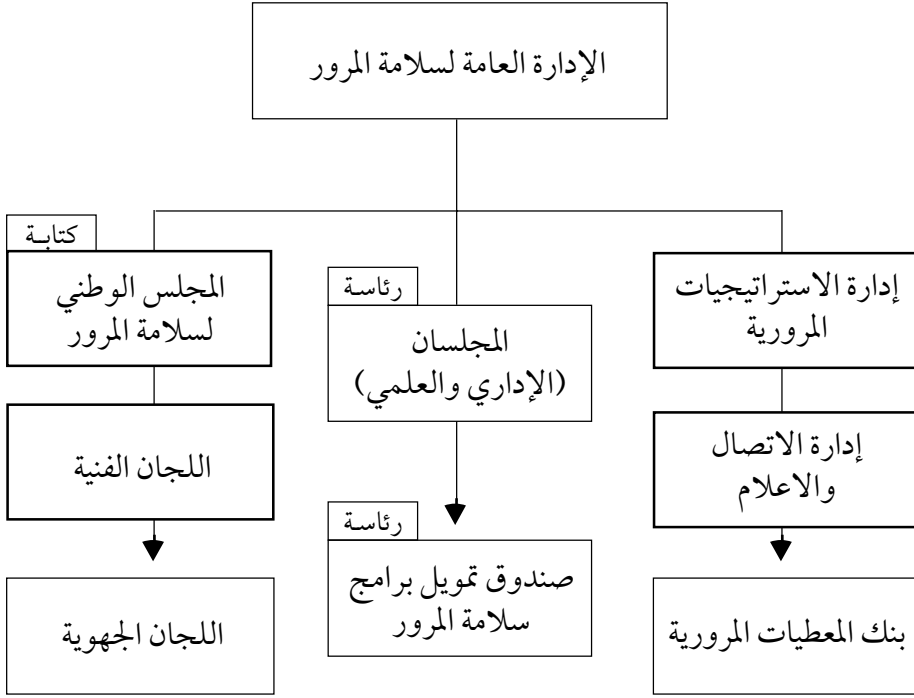 الإدارة العامة لسلامة المرور
إدارة الاستراتيجيات
المرورية
إدارة الاتصال
والاعلام
بنك المعطيات المرورية
رئاسة
المجلسان
(الإداري والعلمي)
رئاسة
صندوق تمويل برامج
سلامة المرور
كتابة
المجلس الوطني
لسلامة المرور
اللجان الفنية
اللجان الجهوية